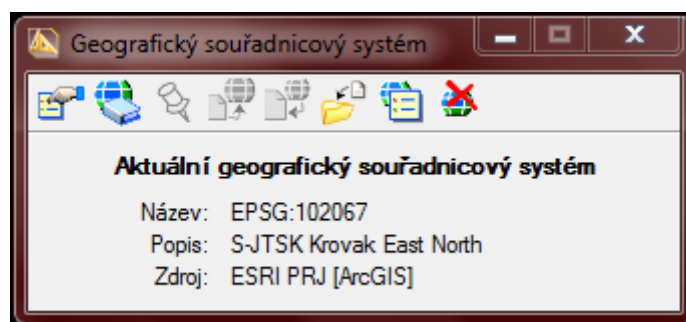 Geografický souřadnicový systém
Aktuální geografický souřadnicový systém
Název: EPSG:102067
Popis: S-JTSK Krovak East North
Zdroj: ESRI PRJ [ArcGIS]